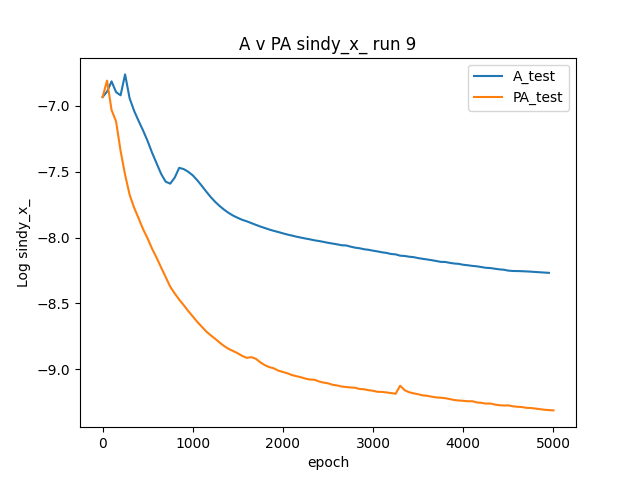 A v PA sindy_x_ run 9
A_test
PA_test
Log sindy_x_
−7.0
−7.5
−8.0
−8.5
−9.0
0 1000 2000 3000 4000 5000
epoch